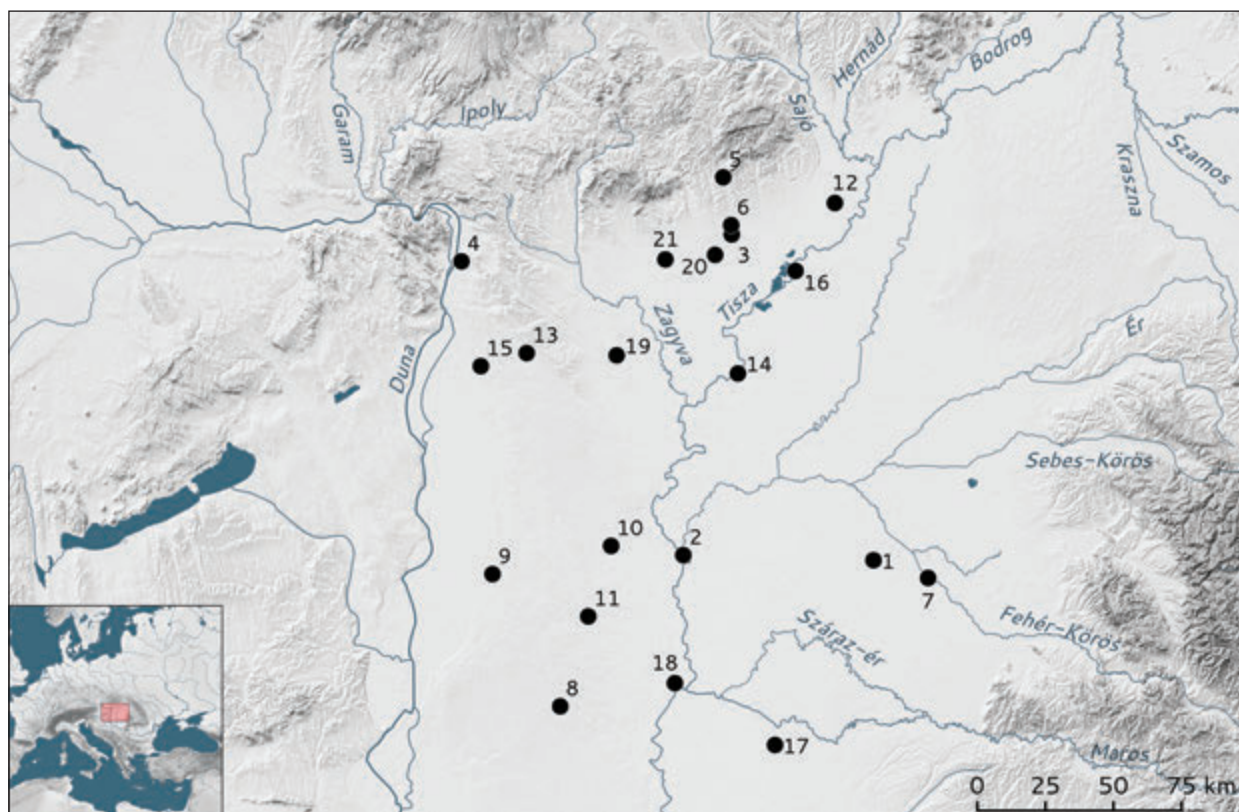 Garam
Ipoly
Sajó
Hernád
Bodrog
Kraszna
Szamos
5
12
6
3
4
21
20
16
Tisza
Zagyva
Ér
Duna
15
13
19
14
Sebes-Körös
10
2
9
1
7
11
Fehér-Körös
Száraz-ér
18
8
17
Maros
0 25 50 75 km